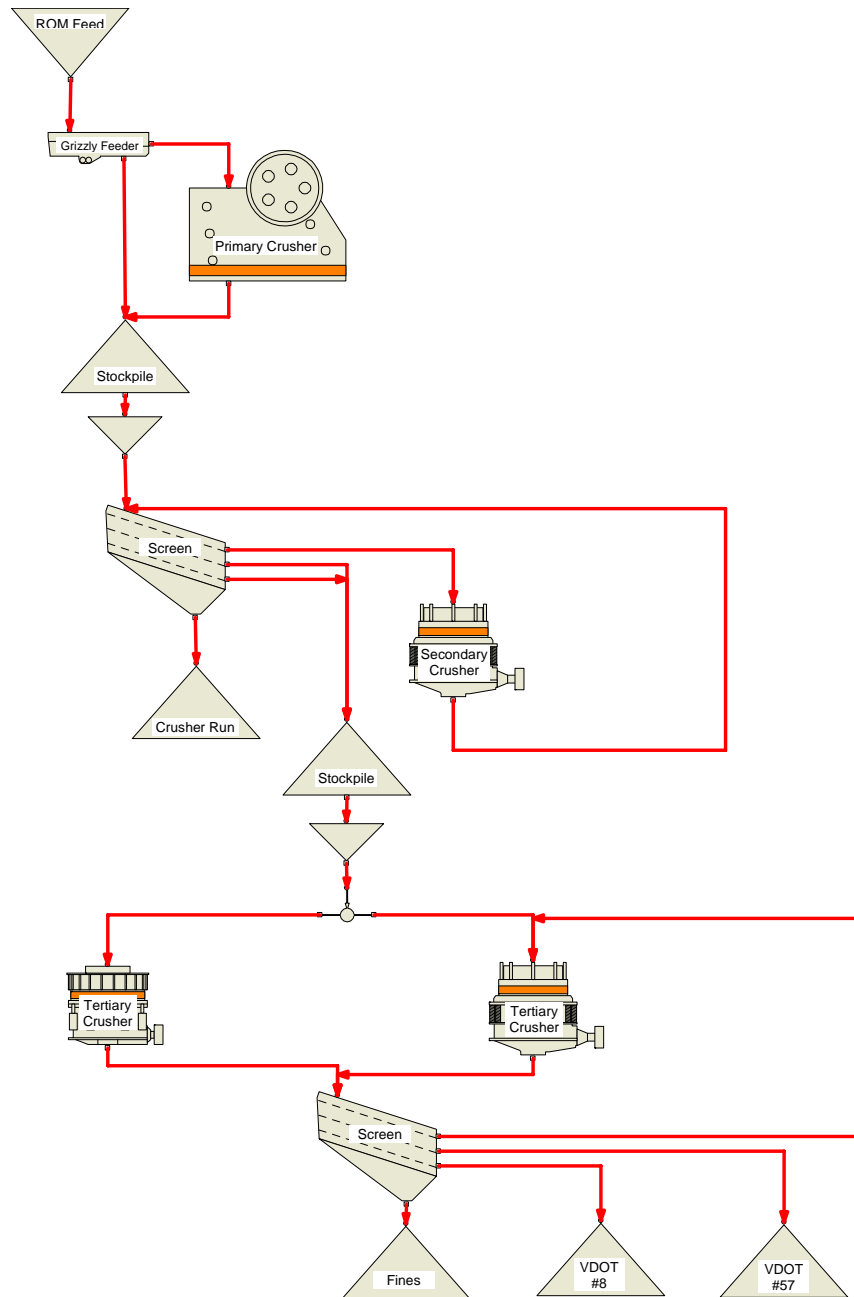 ROM Feed
Grizzly Feeder
Primary Crusher
Stockpile
Screen
Secondary
Crusher
Crusher Run
Stockpile
Tertiary
Crusher
Tertiary
Crusher
Screen
Fines
VDOT
#8
VDOT
#57